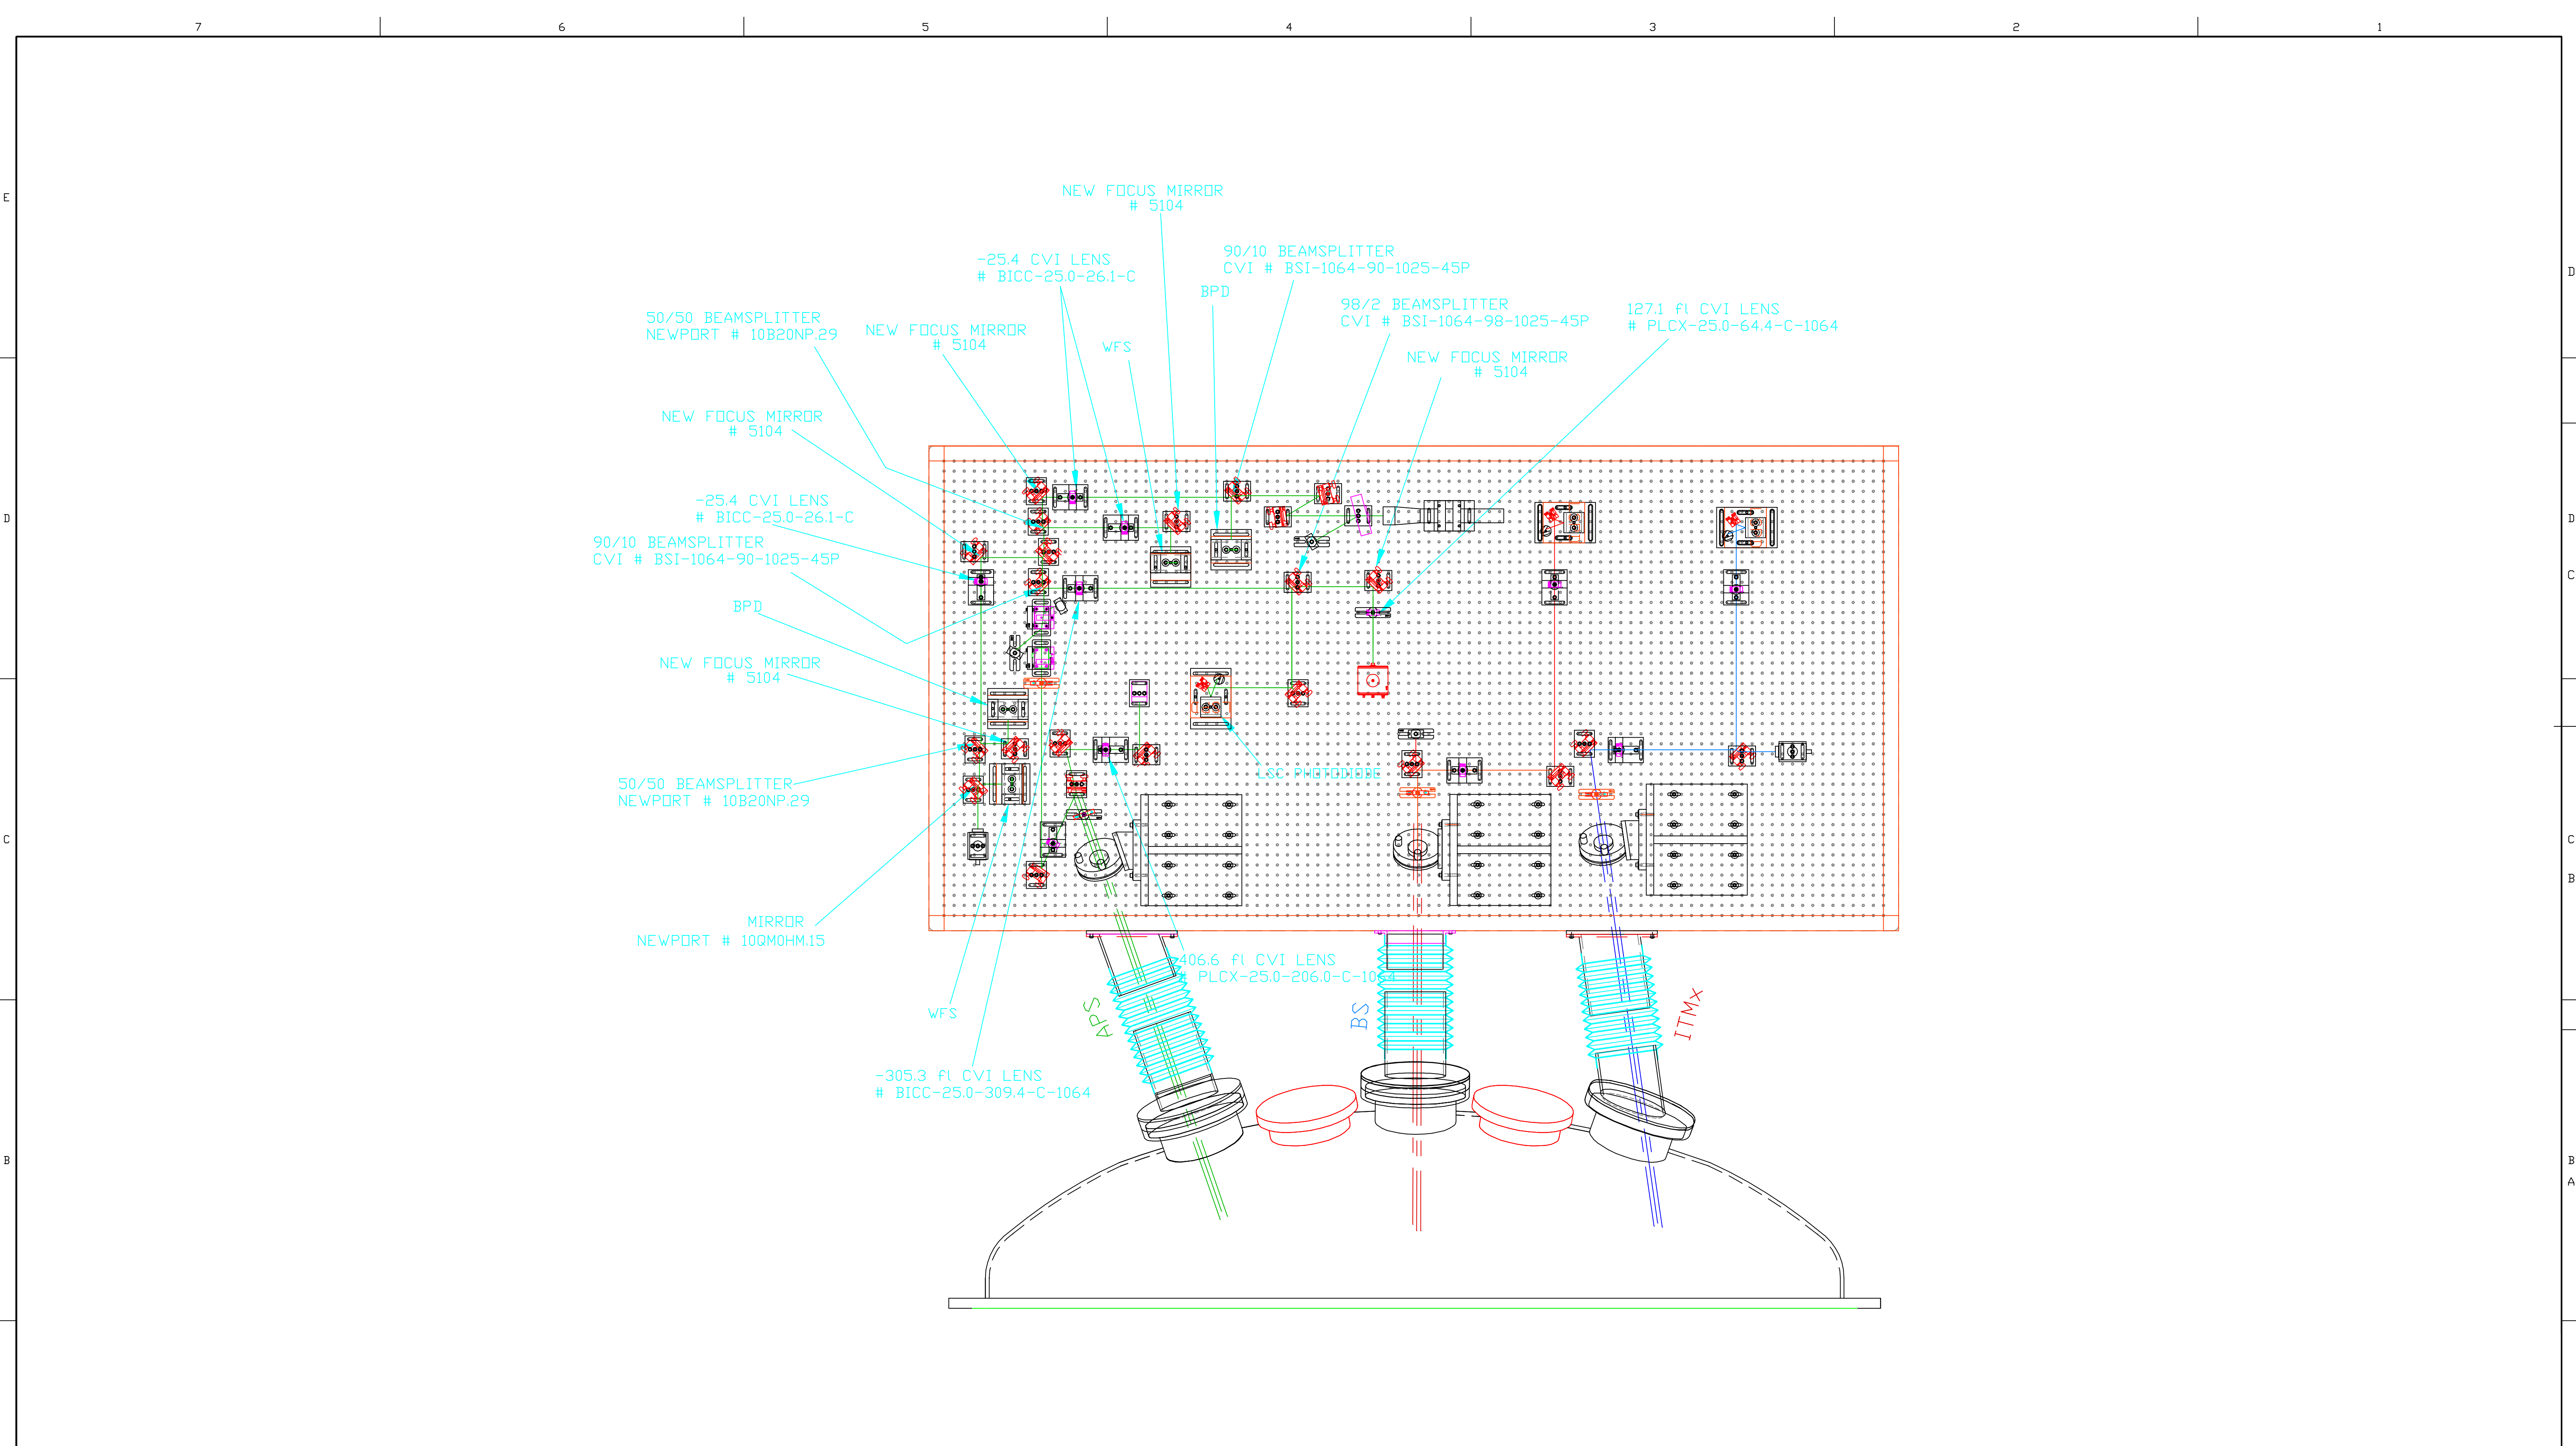 7 6 5 4 3 2 1
E
D
D
C
C
B
B
D
C
B
A
NEW FOCUS MIRROR
# 5104
-25.4 CVI LENS
# BICC-25.0-26.1-C
90/10 BEAMSPLITTER
CVI # BSI-1064-90-1025-45P
BPD
98/2 BEAMSPLITTER
CVI # BSI-1064-98-1025-45P
127.1 fl CVI LENS
# PLCX-25.0-64.4-C-1064
50/50 BEAMSPLITTER
NEWPORT # 10B20NP.29
NEW FOCUS MIRROR
# 5104
WFS
NEW FOCUS MIRROR
# 5104
NEW FOCUS MIRROR
# 5104
-25.4 CVI LENS
# BICC-25.0-26.1-C
90/10 BEAMSPLITTER
CVI # BSI-1064-90-1025-45P
BPD
NEW FOCUS MIRROR
# 5104
LSC PHOTODIODE
50/50 BEAMSPLITTER
NEWPORT # 10B20NP.29
MIRROR
NEWPORT # 10QM0HM.15
406.6 fl CVI LENS
# PLCX-25.0-206.0-C-1064
WFS
APS
BS
ITMx
-305.3 fl CVI LENS
# BICC-25.0-309.4-C-1064